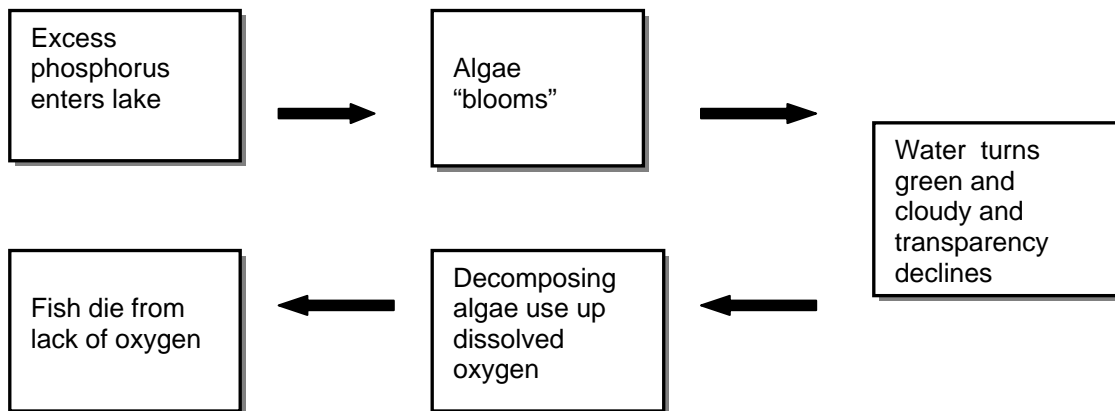 Excess
phosphorus
enters lake
Algae
“blooms”
Water  turns
green and
cloudy and
transparency
declines
Decomposing
algae use up
dissolved
oxygen
Fish die from
lack of oxygen